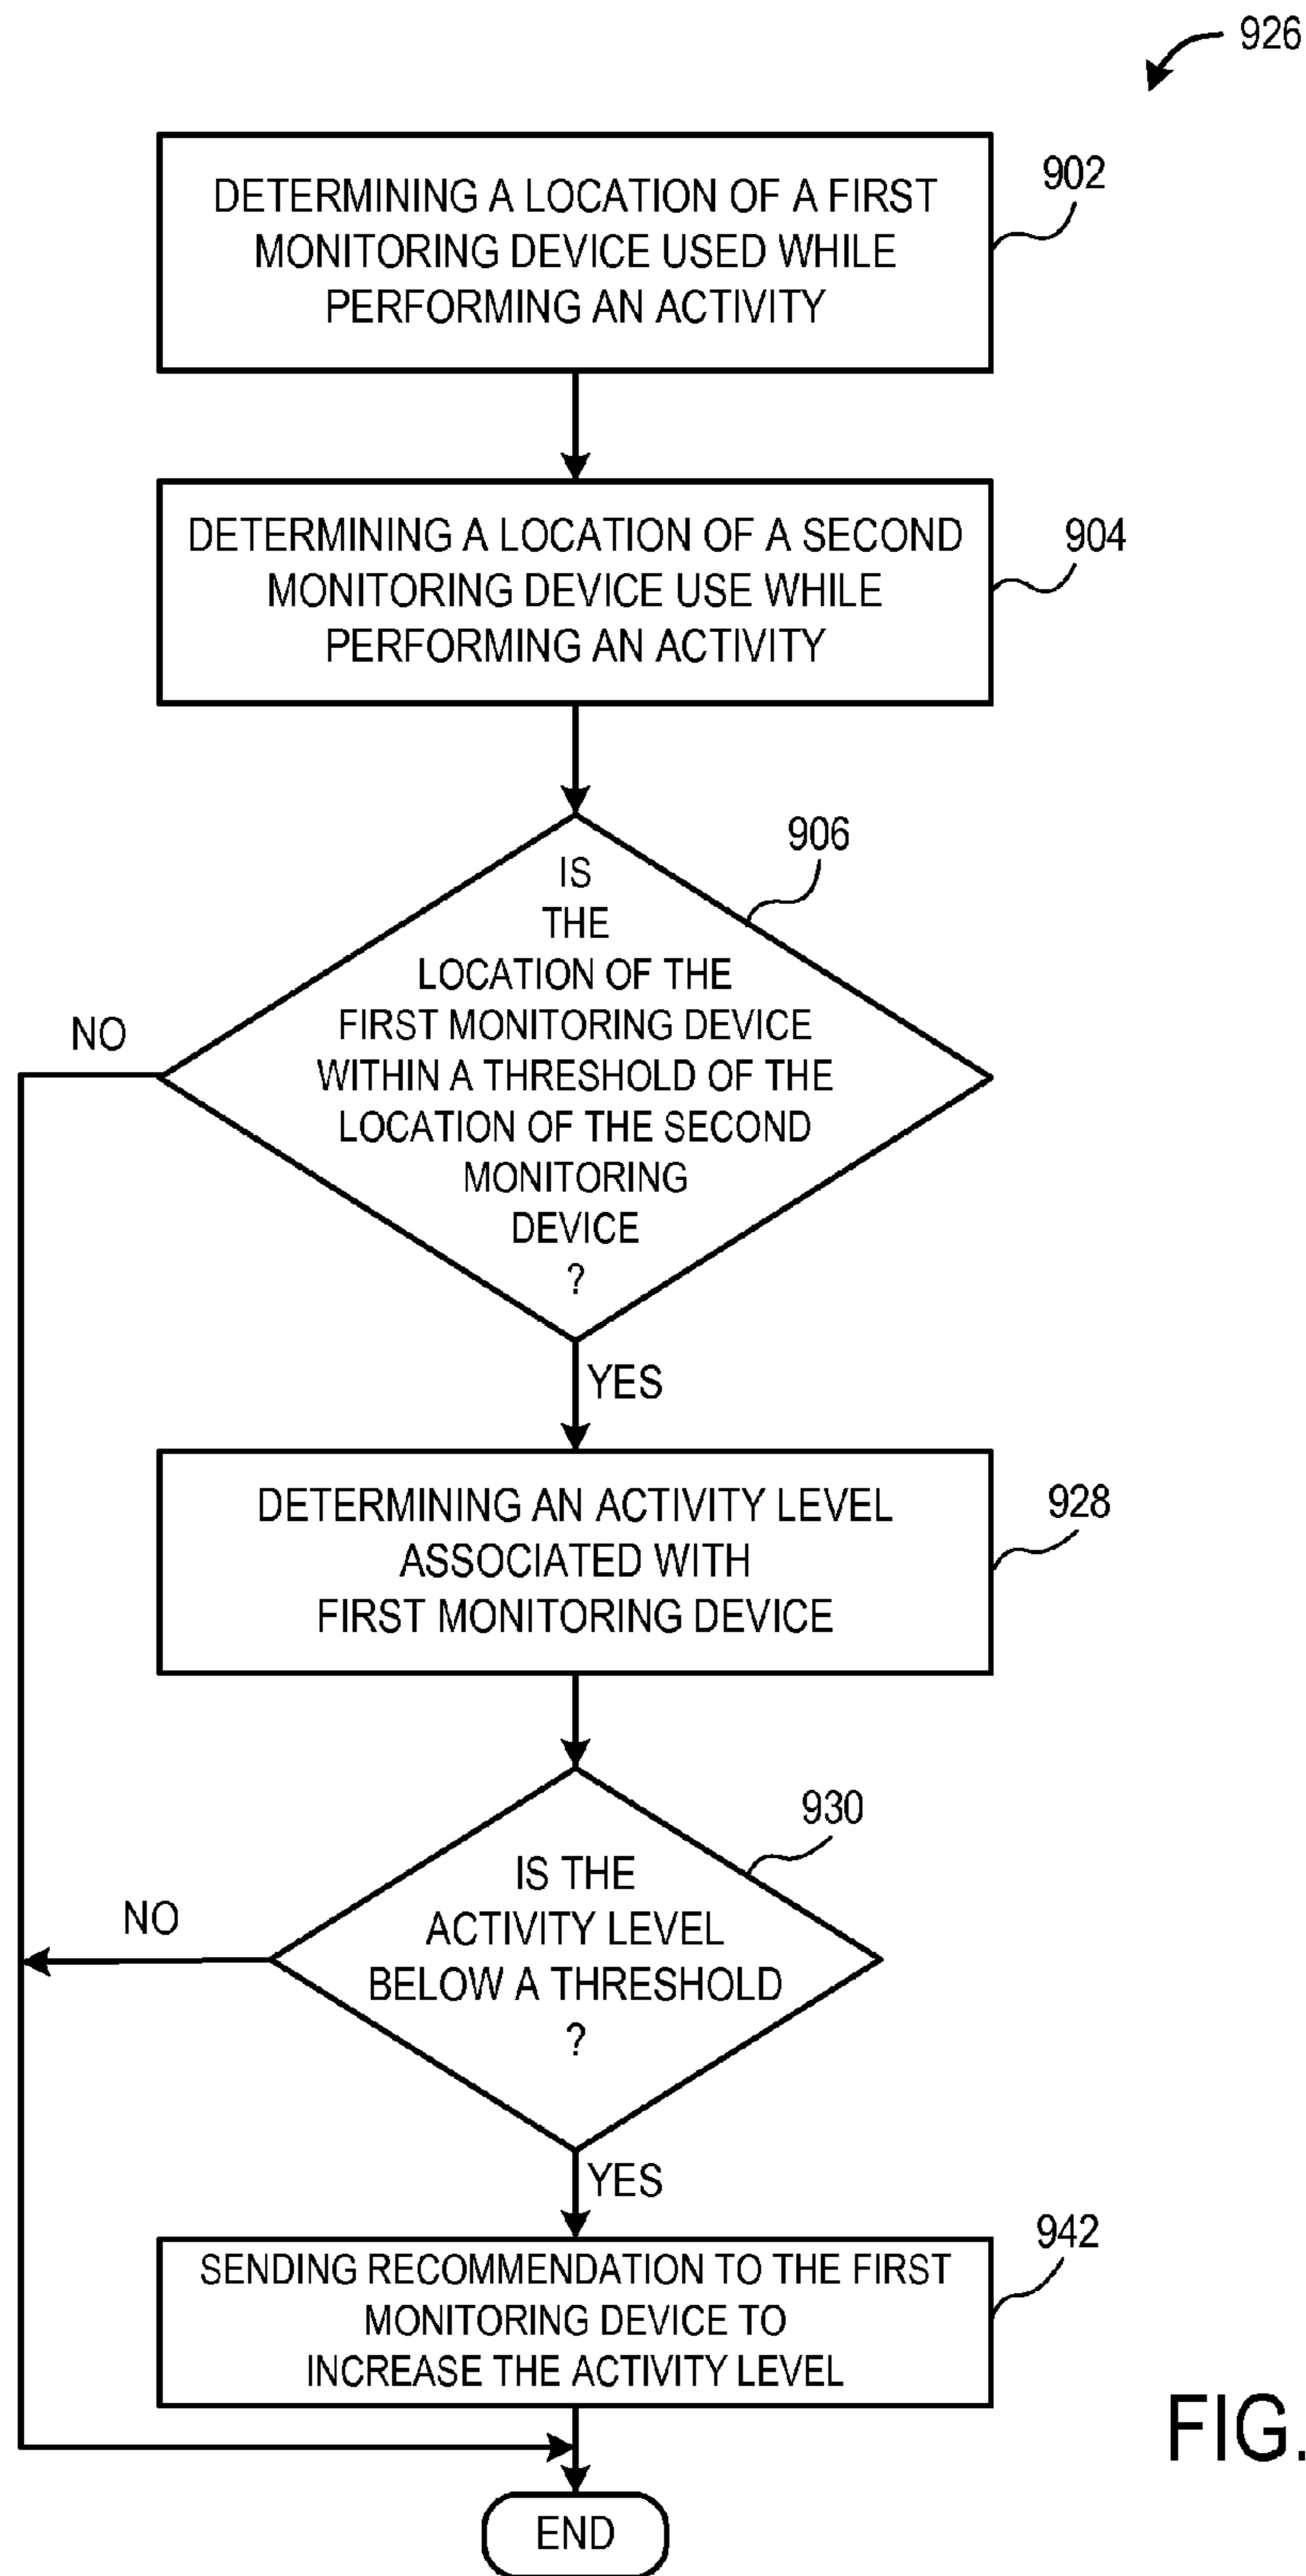 926
DETERMINING A LOCATION OF A FIRST
MONITORING DEVICE USED WHILE
PERFORMING AN ACTIVITY
902
DETERMINING A LOCATION OF A SECOND
MONITORING DEVICE USE WHILE
PERFORMING AN ACTIVITY
904
906
IS
THE
LOCATION OF THE
FIRST MONITORING DEVICE
WITHIN A THRESHOLD OF THE
LOCATION OF THE SECOND
MONITORING
DEVICE
?
NO
YES
DETERMINING AN ACTIVITY LEVEL
ASSOCIATED WITH
FIRST MONITORING DEVICE
928
930
IS THE
ACTIVITY LEVEL
BELOW A THRESHOLD
?
NO
YES
SENDING RECOMMENDATION TO THE FIRST
MONITORING DEVICE TO
INCREASE THE ACTIVITY LEVEL
942
END
FIG.